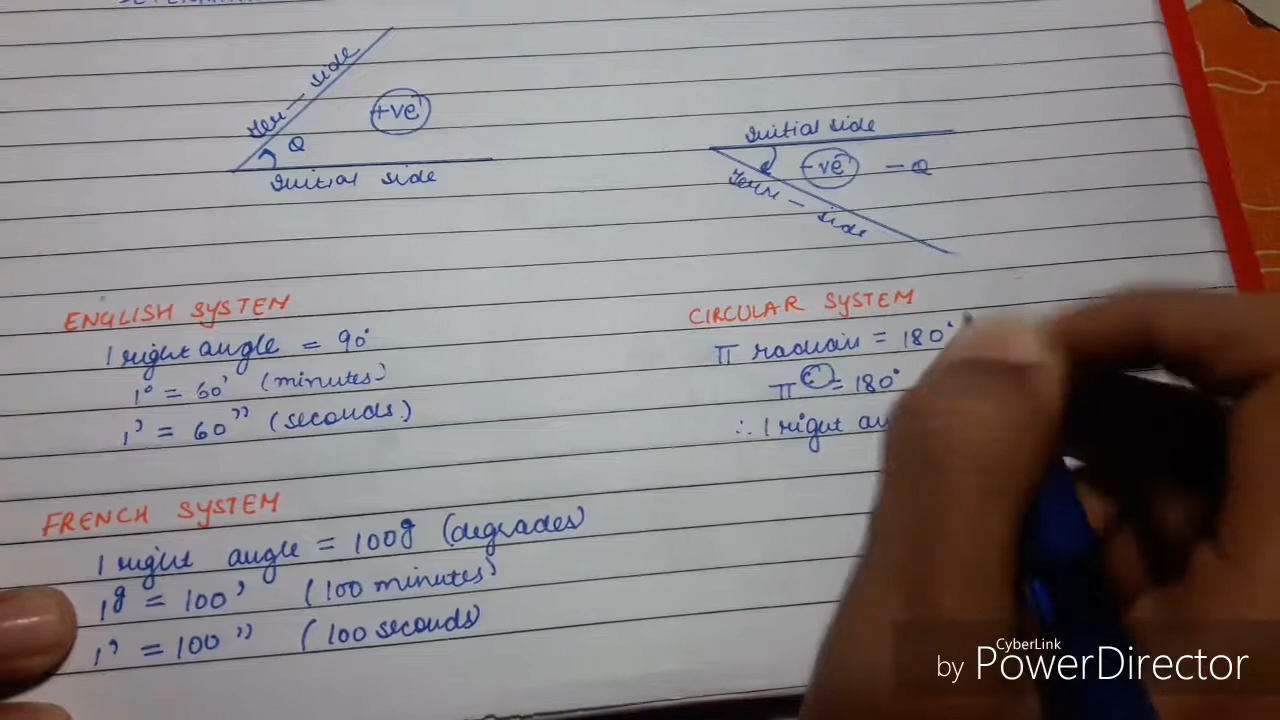 Ter - side
+ve
Q
Initial side
Initial side
-ve
- Q
Term - side
ENGLISH SYSTEM
1 right angle = 90°
1° = 60' (minutes)
1' = 60" (seconds)
CIRCULAR SYSTEM
π radian = 180°
π c = 180°
∴ 1 right
FRENCH SYSTEM
1 right angle = 100g (degrades)
1g = 100' (100 minutes)
1' = 100" (100 seconds)
CyberLink
by PowerDirector